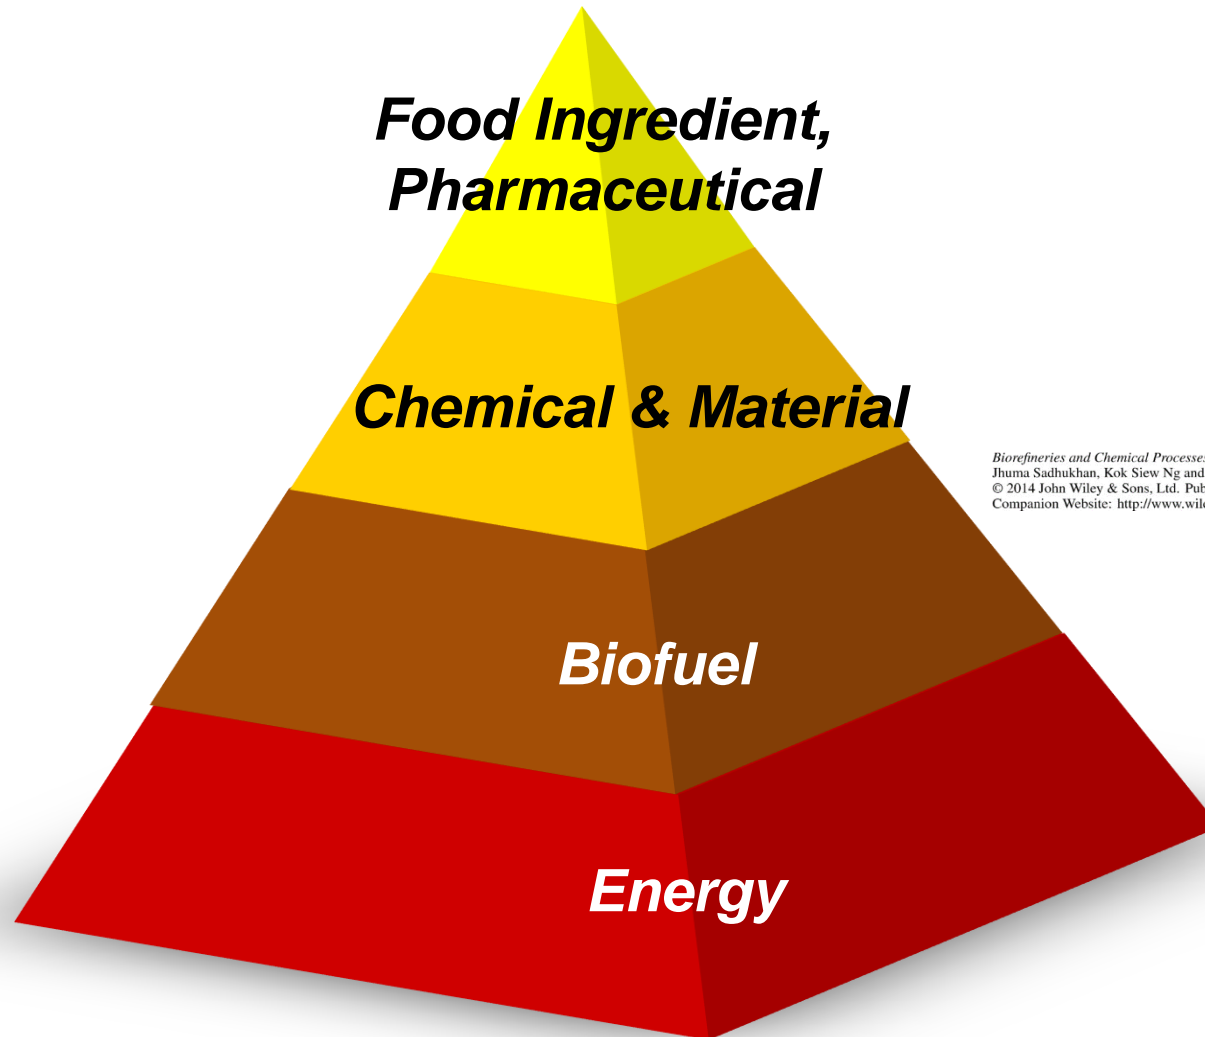 Food Ingredient,
Pharmaceutical
Chemical & Material
Biorefineries and Chemical Processes
Jhuma Sadhukhan, Kok Siew Ng and
© 2014 John Wiley & Sons, Ltd. Pub
Companion Website: http://www.wile
Biofuel
Energy